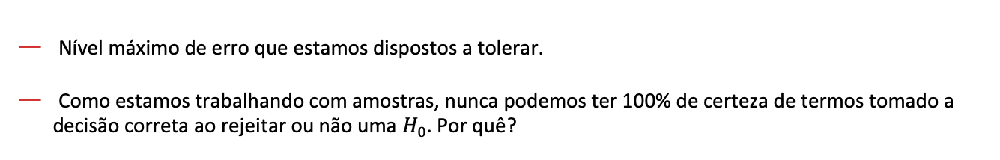 Nível máximo de erro que estamos dispostos a tolerar.
Como estamos trabalhando com amostras, nunca podemos ter 100% de certeza de termos tomado a
decisão correta ao rejeitar ou não uma H₀. Por quê?